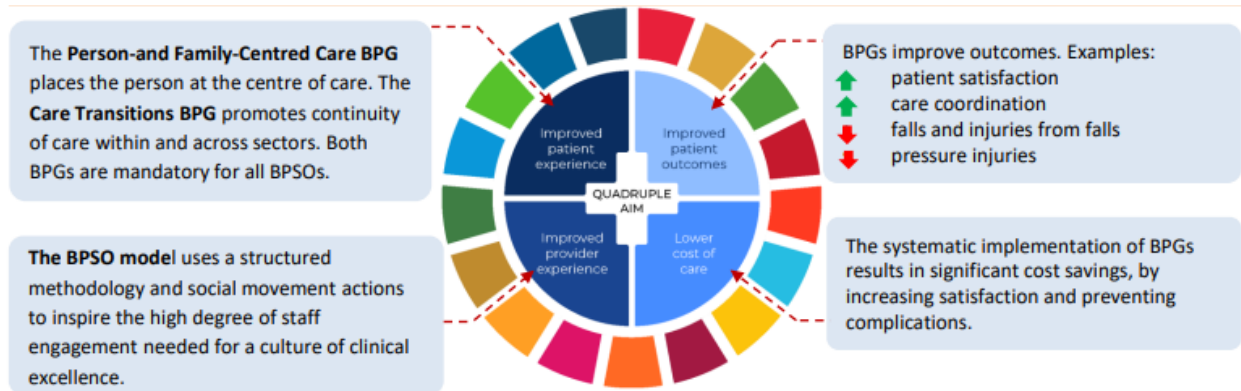 The Person-and Family-Centred Care BPG
places the person at the centre of care. The
Care Transitions BPG promotes continuity
of care within and across sectors. Both
BPGs are mandatory for all BPSOs.
The BPSO model uses a structured
methodology and social movement actions
to inspire the high degree of staff
engagement needed for a culture of clinical
excellence.
Improved
patient
experience
Improved
patient
outcomes
QUADRUPLE
AIM
Improved
provider
experience
Lower
cost of
care
BPGs improve outcomes. Examples:
patient satisfaction
care coordination
falls and injuries from falls
pressure injuries
The systematic implementation of BPGs
results in significant cost savings, by
increasing satisfaction and preventing
complications.